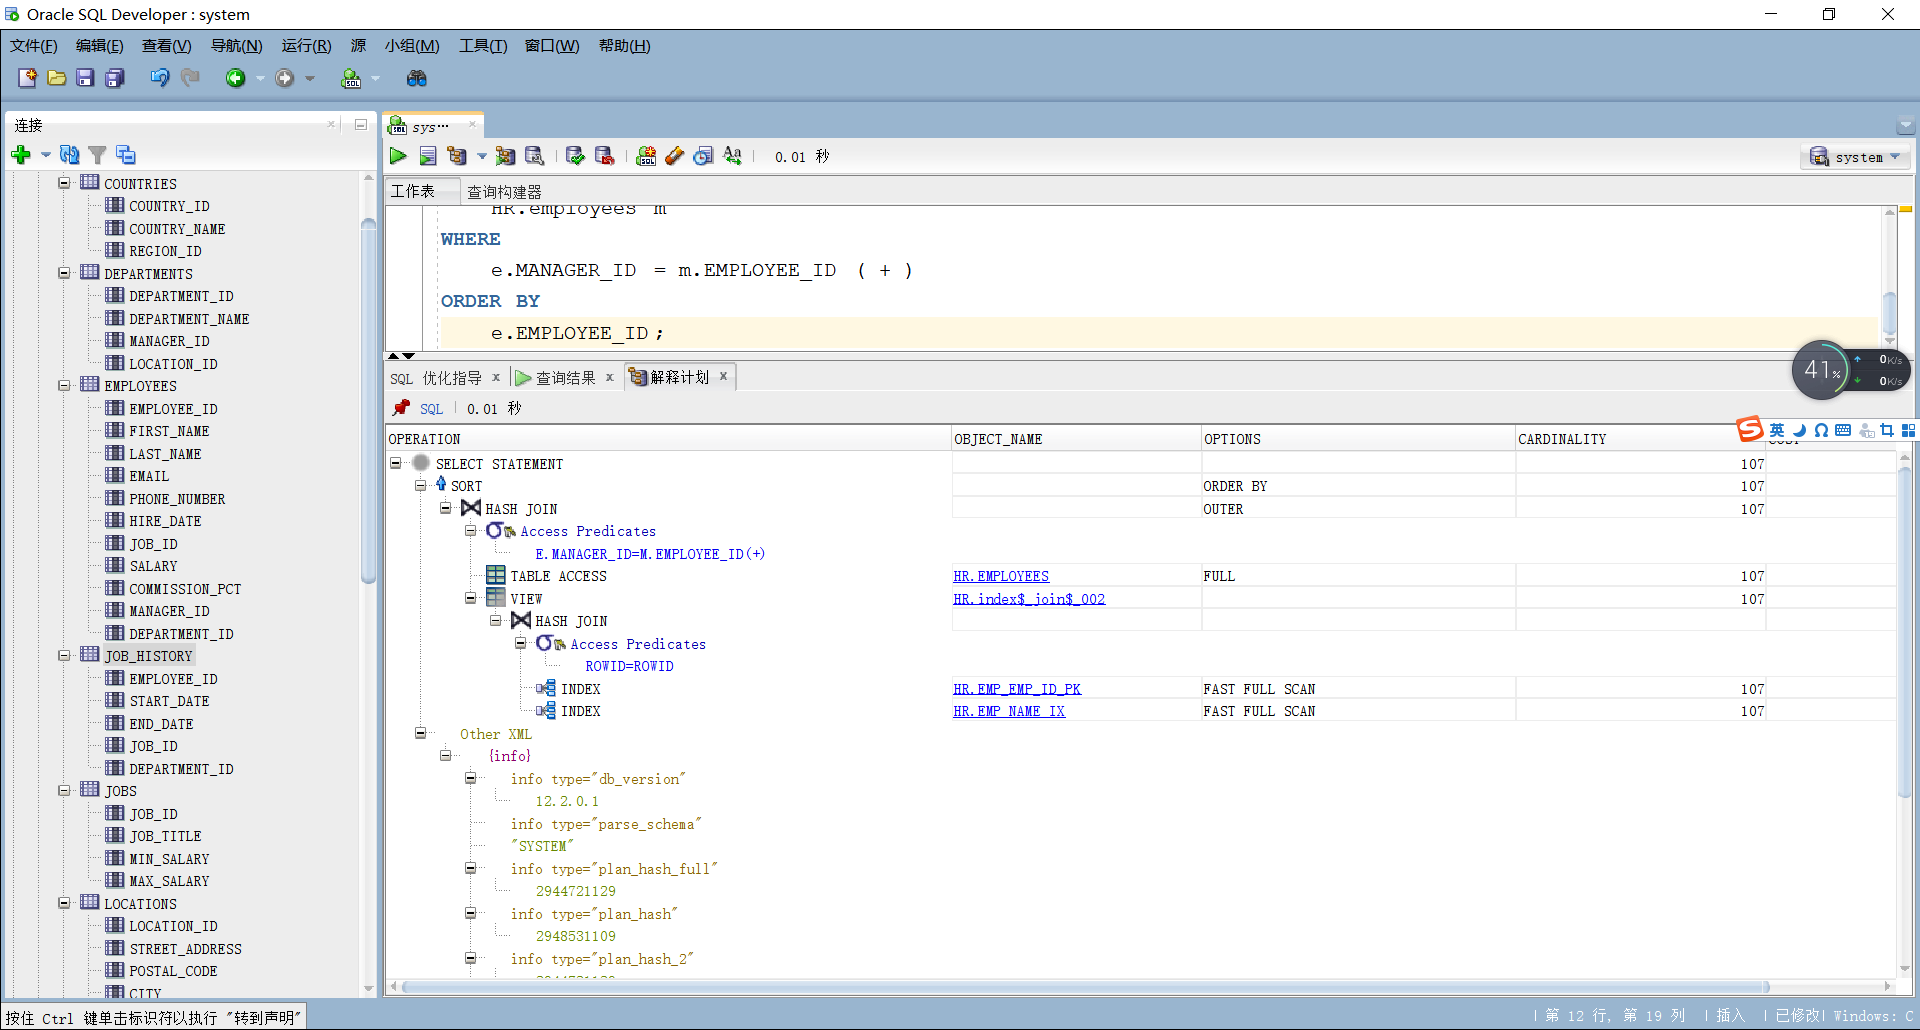 Oracle SQL Developer : system
文件(F) 编辑(E) 查看(V) 导航(N) 运行(R) 源 小组(M) 工具(T) 窗口(W) 帮助(H)
连接
COUNTRIES
COUNTRY_ID
COUNTRY_NAME
REGION_ID
DEPARTMENTS
DEPARTMENT_ID
DEPARTMENT_NAME
MANAGER_ID
LOCATION_ID
EMPLOYEES
EMPLOYEE_ID
FIRST_NAME
LAST_NAME
EMAIL
PHONE_NUMBER
HIRE_DATE
JOB_ID
SALARY
COMMISSION_PCT
MANAGER_ID
DEPARTMENT_ID
JOB_HISTORY
EMPLOYEE_ID
START_DATE
END_DATE
JOB_ID
DEPARTMENT_ID
JOBS
JOB_ID
JOB_TITLE
MIN_SALARY
MAX_SALARY
LOCATIONS
LOCATION_ID
STREET_ADDRESS
POSTAL_CODE
CITY
sys…
0.01 秒
system
工作表 查询构建器
HR.employees m
WHERE
e.MANAGER_ID = m.EMPLOYEE_ID ( + )
ORDER BY
e.EMPLOYEE_ID ;
41% 0K/s
0K/s
SQL 优化指导 x 查询结果 x 解释计划 x
SQL 0.01 秒
英
OPERATION OBJECT_NAME OPTIONS CARDINALITY
SELECT STATEMENT 107
SORT ORDER BY 107
HASH JOIN OUTER 107
Access Predicates
E.MANAGER_ID=M.EMPLOYEE_ID(+)
TABLE ACCESS HR.EMPLOYEES FULL 107
VIEW HR.index$_join$_002 107
HASH JOIN
Access Predicates
ROWID=ROWID
INDEX HR.EMP_EMP_ID_PK FAST FULL SCAN 107
INDEX HR.EMP_NAME_IX FAST FULL SCAN 107
Other XML
{info}
info type="db_version"
12.2.0.1
info type="parse_schema"
"SYSTEM"
info type="plan_hash_full"
2944721129
info type="plan_hash"
2948531109
info type="plan_hash_2"
按住 Ctrl 键单击标识符以执行 "转到声明"
第 12 行, 第 19 列 | 插入 | 已修改| Windows: C